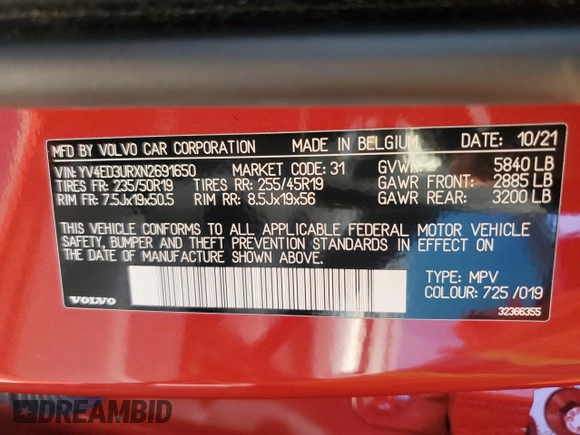 MFD BY VOLVO CAR CORPORATION MADE IN BELGIUM 10/21
VIN: YV4ED3URXN2691650 MARKET CODE: 31 GVWR 5840 LB
TIRES FR: 235/50R19 TIRES RR: 255/45R19 GAWR FRONT: 2885 LB
RIM FR: 7.5Jx19x50.5 RIM RR: 8.5Jx19x56 GAWR REAR: 3200 LB
THIS VEHICLE CONFORMS TO ALL APPLICABLE FEDERAL MOTOR VEHICLE
SAFETY, BUMPER AND THEFT PREVENTION STANDARDS IN EFFECT ON
THE DATE OF MANUFACTURE SHOWN ABOVE.
TYPE: MPV
COLOUR: 725 /019
VOLVO
32366355
DREAMBID